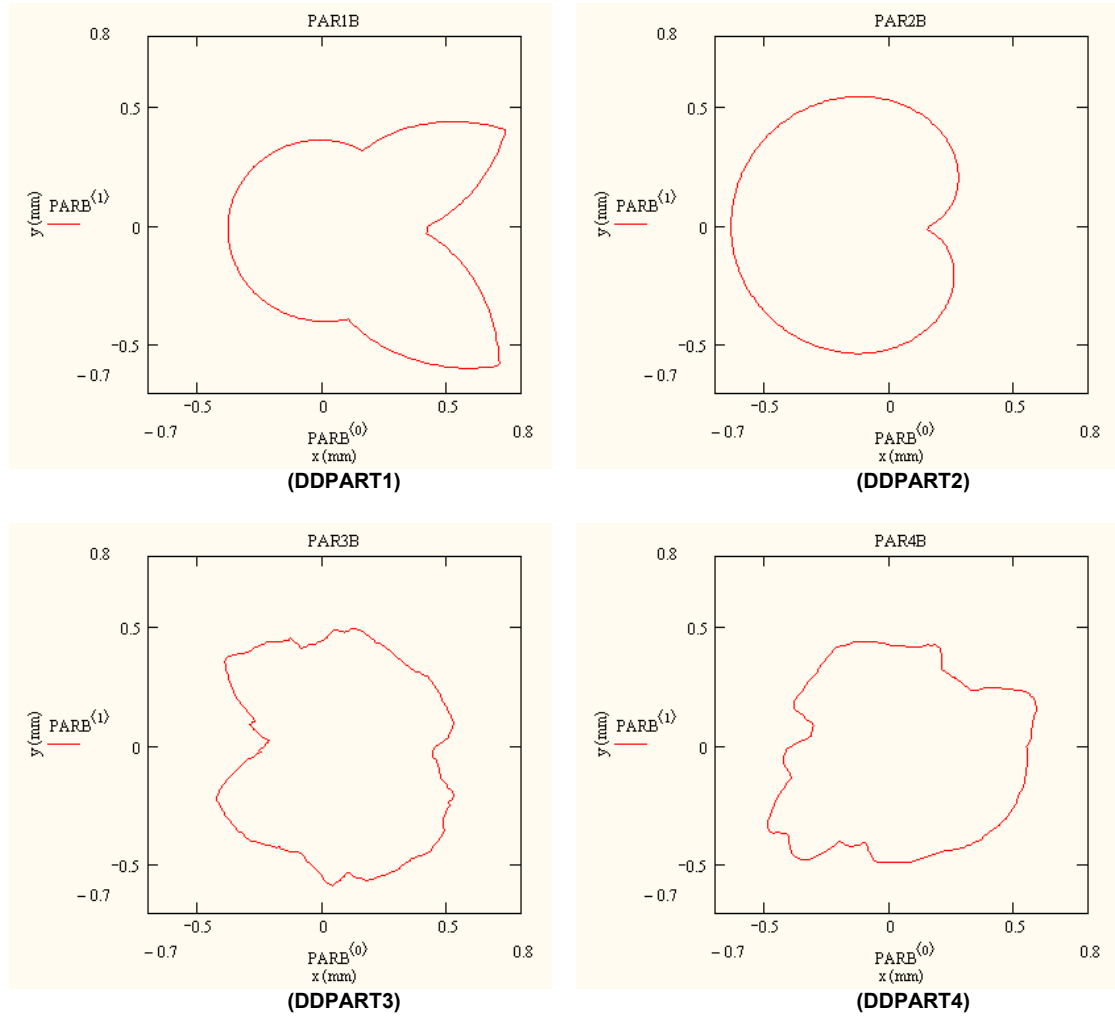 PAR1B
0.8
0.5
y (mm) PARB⟨1⟩
0
−0.5
− 0.7
−0.5 0 0.5
− 0.7 PARB⟨0⟩ 0.8
x (mm)
(DDPART1)
PAR2B
0.8
0.5
y (mm) PARB⟨1⟩
0
−0.5
− 0.7
−0.5 0 0.5
− 0.7 PARB⟨0⟩ 0.8
x (mm)
(DDPART2)
PAR3B
0.8
0.5
y (mm) PARB⟨1⟩
0
−0.5
− 0.7
−0.5 0 0.5
− 0.7 PARB⟨0⟩ 0.8
x (mm)
(DDPART3)
PAR4B
0.8
0.5
y (mm) PARB⟨1⟩
0
−0.5
− 0.7
−0.5 0 0.5
− 0.7 PARB⟨0⟩ 0.8
x (mm)
(DDPART4)